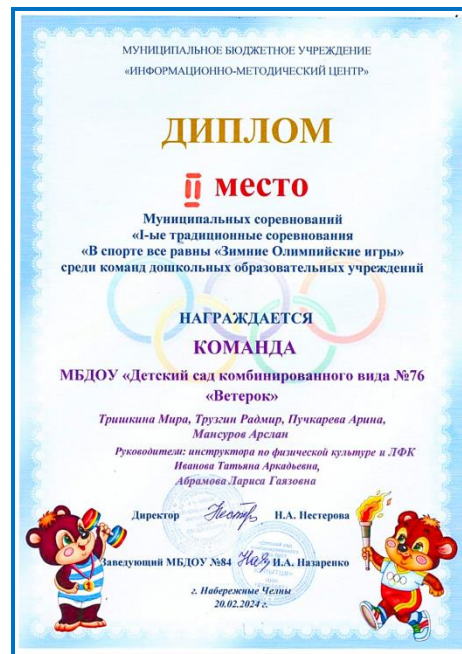 МУНИЦИПАЛЬНОЕ БЮДЖЕТНОЕ УЧРЕЖДЕНИЕ
«ИНФОРМАЦИОННО-МЕТОДИЧЕСКИЙ ЦЕНТР»
ДИПЛОМ
II место
Муниципальных соревнований
«I-ые традиционные соревнования
«В спорте все равны «Зимние Олимпийские игры»
среди команд дошкольных образовательных учреждений
НАГРАЖДАЕТСЯ
КОМАНДА
МБДОУ «Детский сад комбинированного вида №76
«Ветерок»
Тришкина Мира, Трузгин Радмир, Пучкарева Арина,
Мансуров Арслан
Руководители: инструктора по физической культуре и ЛФК
Иванова Татьяна Аркадьевна,
Абрамова Лариса Гаязовна
Директор Н.А. Нестерова
Заведующий МБДОУ №84 И.А. Назаренко
г. Набережные Челны
20.02.2024 г.